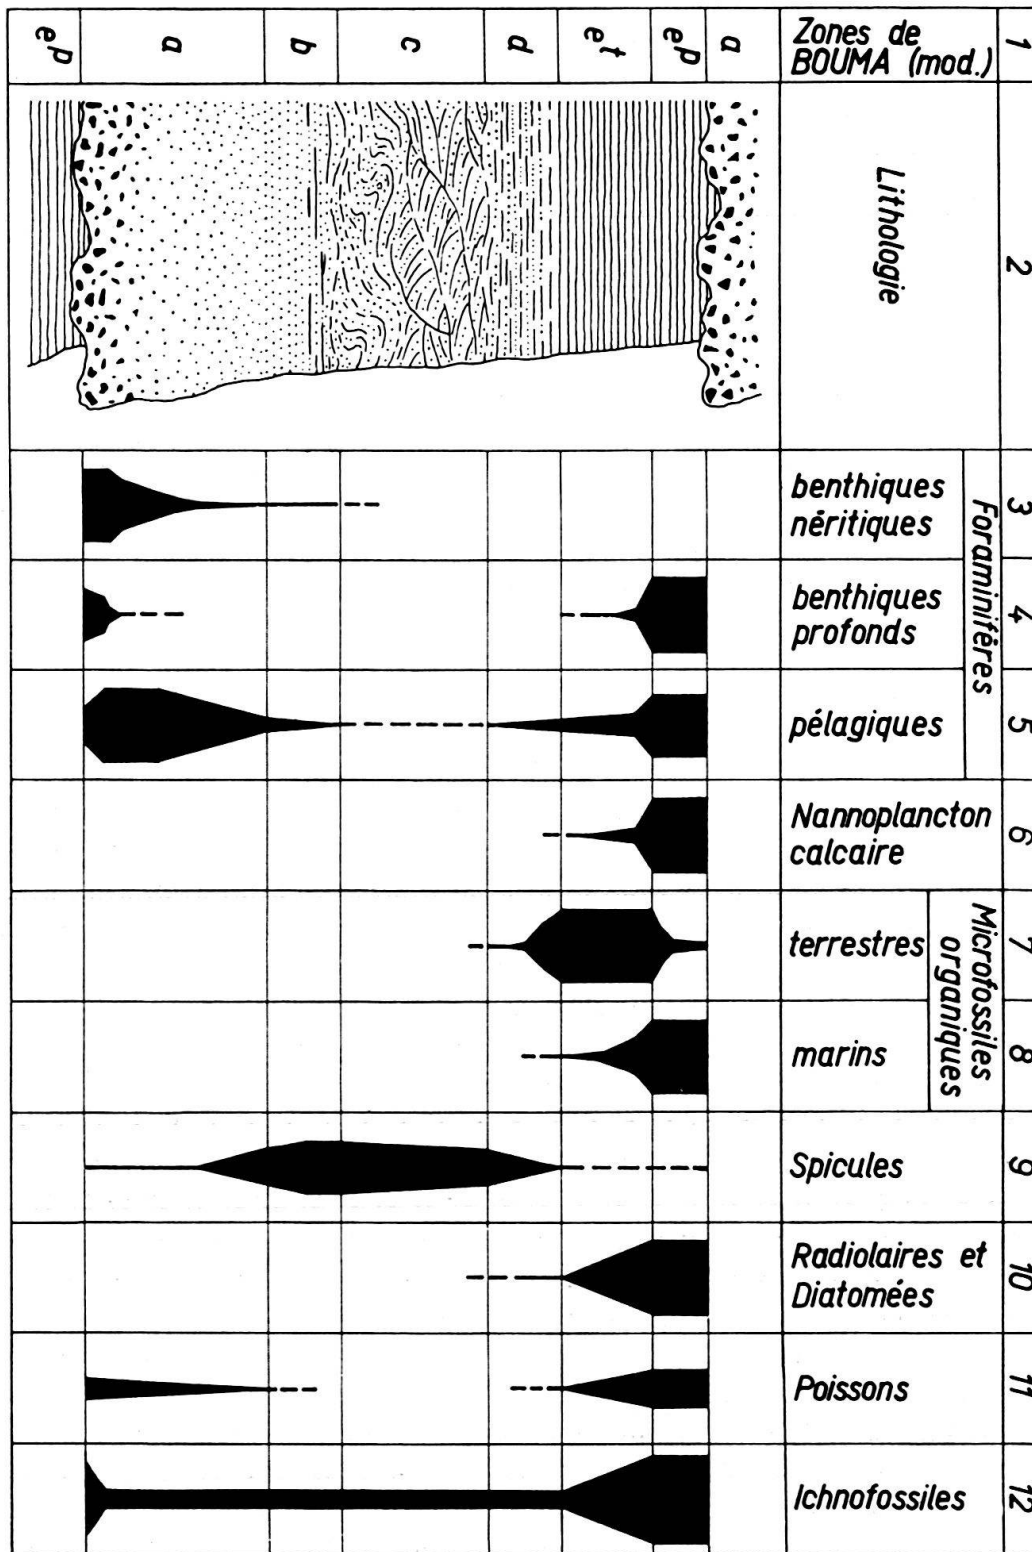 1
Zones de
BOUMA (mod.)
a
eᵖ
eᵗ
d
c
b
a
eᵖ
2
Lithologie
Foraminifères
3
benthiques
néritiques
4
benthiques
profonds
5
pélagiques
6
Nannoplancton
calcaire
Microfossiles
organiques
7
terrestres
8
marins
9
Spicules
10
Radiolaires et
Diatomées
11
Poissons
12
Ichnofossiles